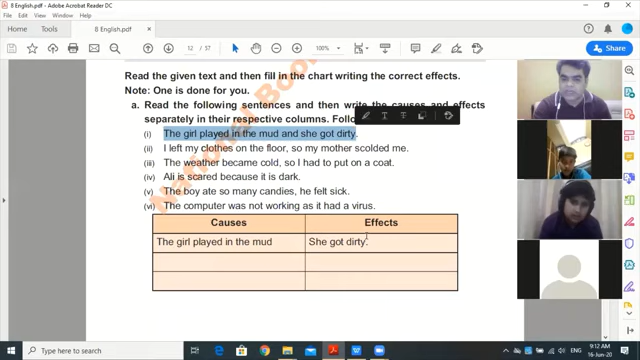 8 English.pdf - Adobe Acrobat Reader DC
File Edit View Window Help
Home Tools 8 English.pdf Sign In
12 / 57 100%
Read the given text and then fill in the chart writing the correct effects.
Note: One is done for you.
a. Read the following sentences and then write the causes and effects
separately in their respective columns. Follo
(i) The girl played in the mud and she got dirty.
(ii) I left my clothes on the floor, so my mother scolded me.
(iii) The weather became cold, so I had to put on a coat.
(iv) Ali is scared because it is dark.
(v) The boy ate so many candies, he felt sick.
(vi) The computer was not working as it had a virus.
Causes Effects
The girl played in the mud She got dirty.
National Boo
9:12 AM
16-Jun-20